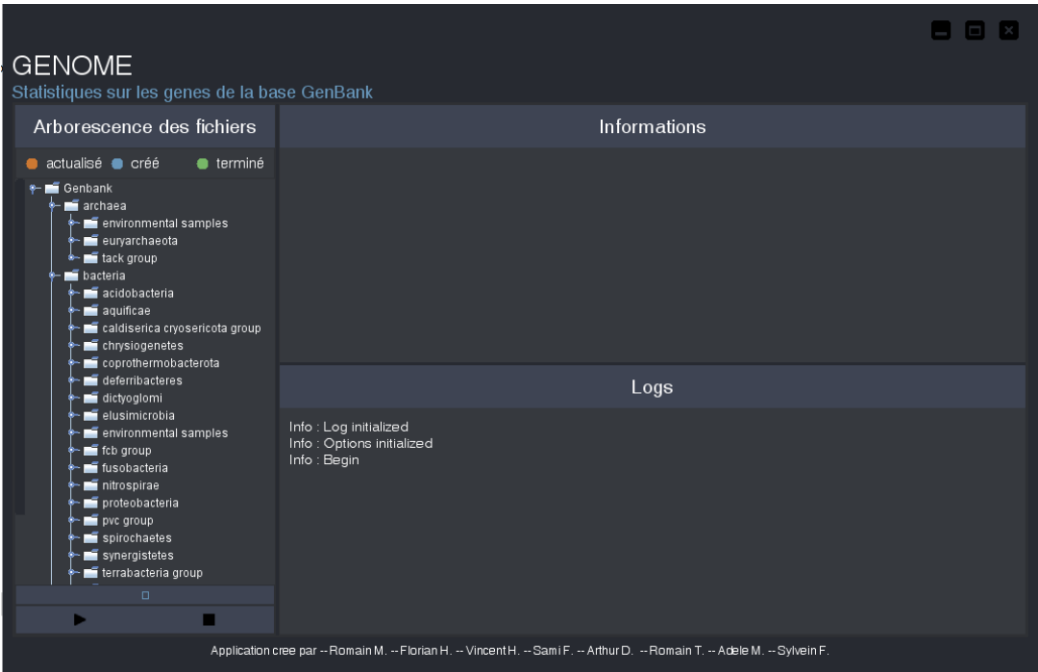 GENOME
Statistiques sur les genes de la base GenBank
Arborescence des fichiers
actualisé créé terminé
Genbank
archaea
environmental samples
euryarchaeota
tack group
bacteria
acidobacteria
aquificae
caldiserica cryosericota group
chrysiogenetes
coprothermobacterota
deferribacteres
dictyoglomi
elusimicrobia
environmental samples
fcb group
fusobacteria
nitrospirae
proteobacteria
pvc group
spirochaetes
synergistetes
terrabacteria group
Informations
Logs
Info : Log initialized
Info : Options initialized
Info : Begin
Application cree par -- Romain M. -- Florian H. -- Vincent H. -- Sami F. -- Arthur D. -- Romain T. -- Adele M. -- Sylvein F.